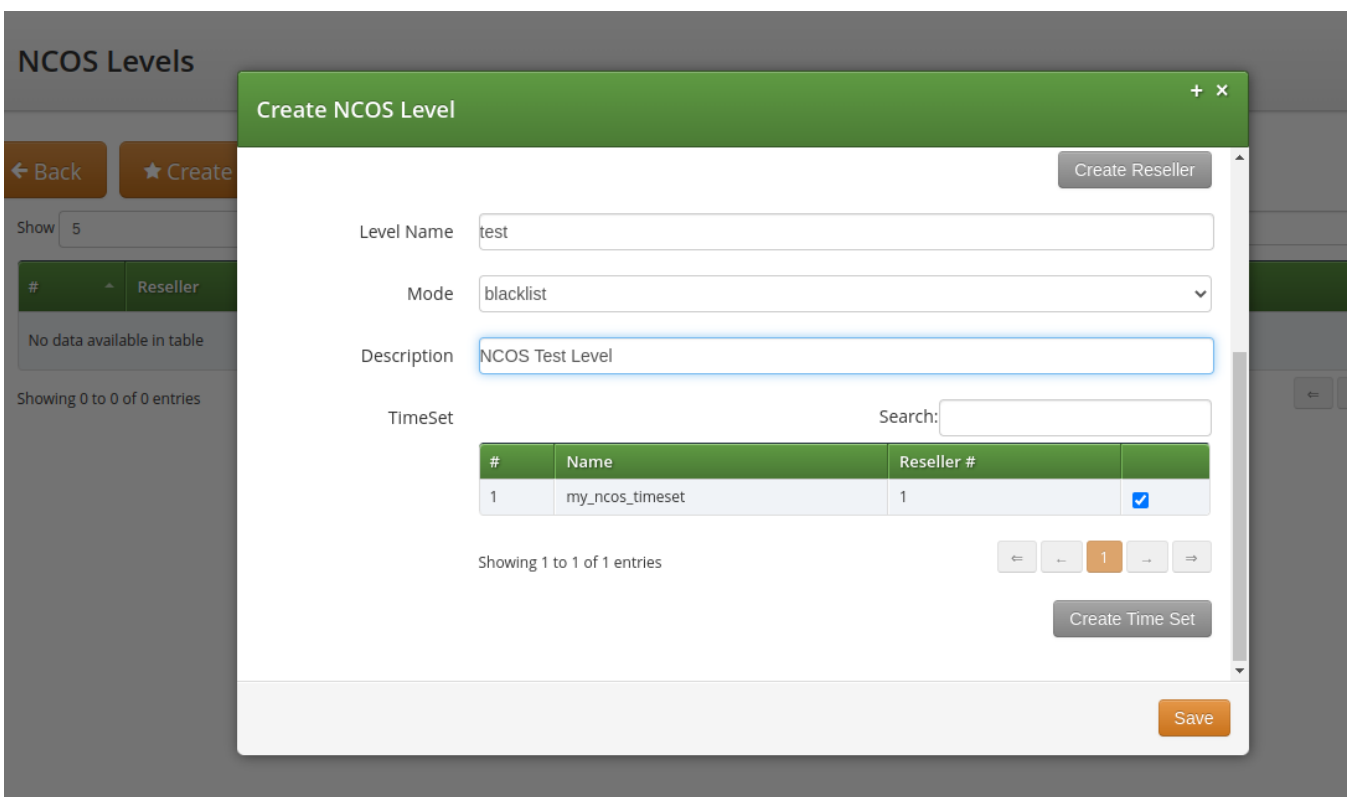 NCOS Levels
Create NCOS Level
+ ×
Back
Create
Create Reseller
Show 5
Level Name test
# Reseller
Mode blacklist
No data available in table
Description NCOS Test Level
Showing 0 to 0 of 0 entries
⇐
TimeSet Search:
# Name Reseller #
1 my_ncos_timeset 1
Showing 1 to 1 of 1 entries
⇐ ← 1 → ⇒
Create Time Set
Save